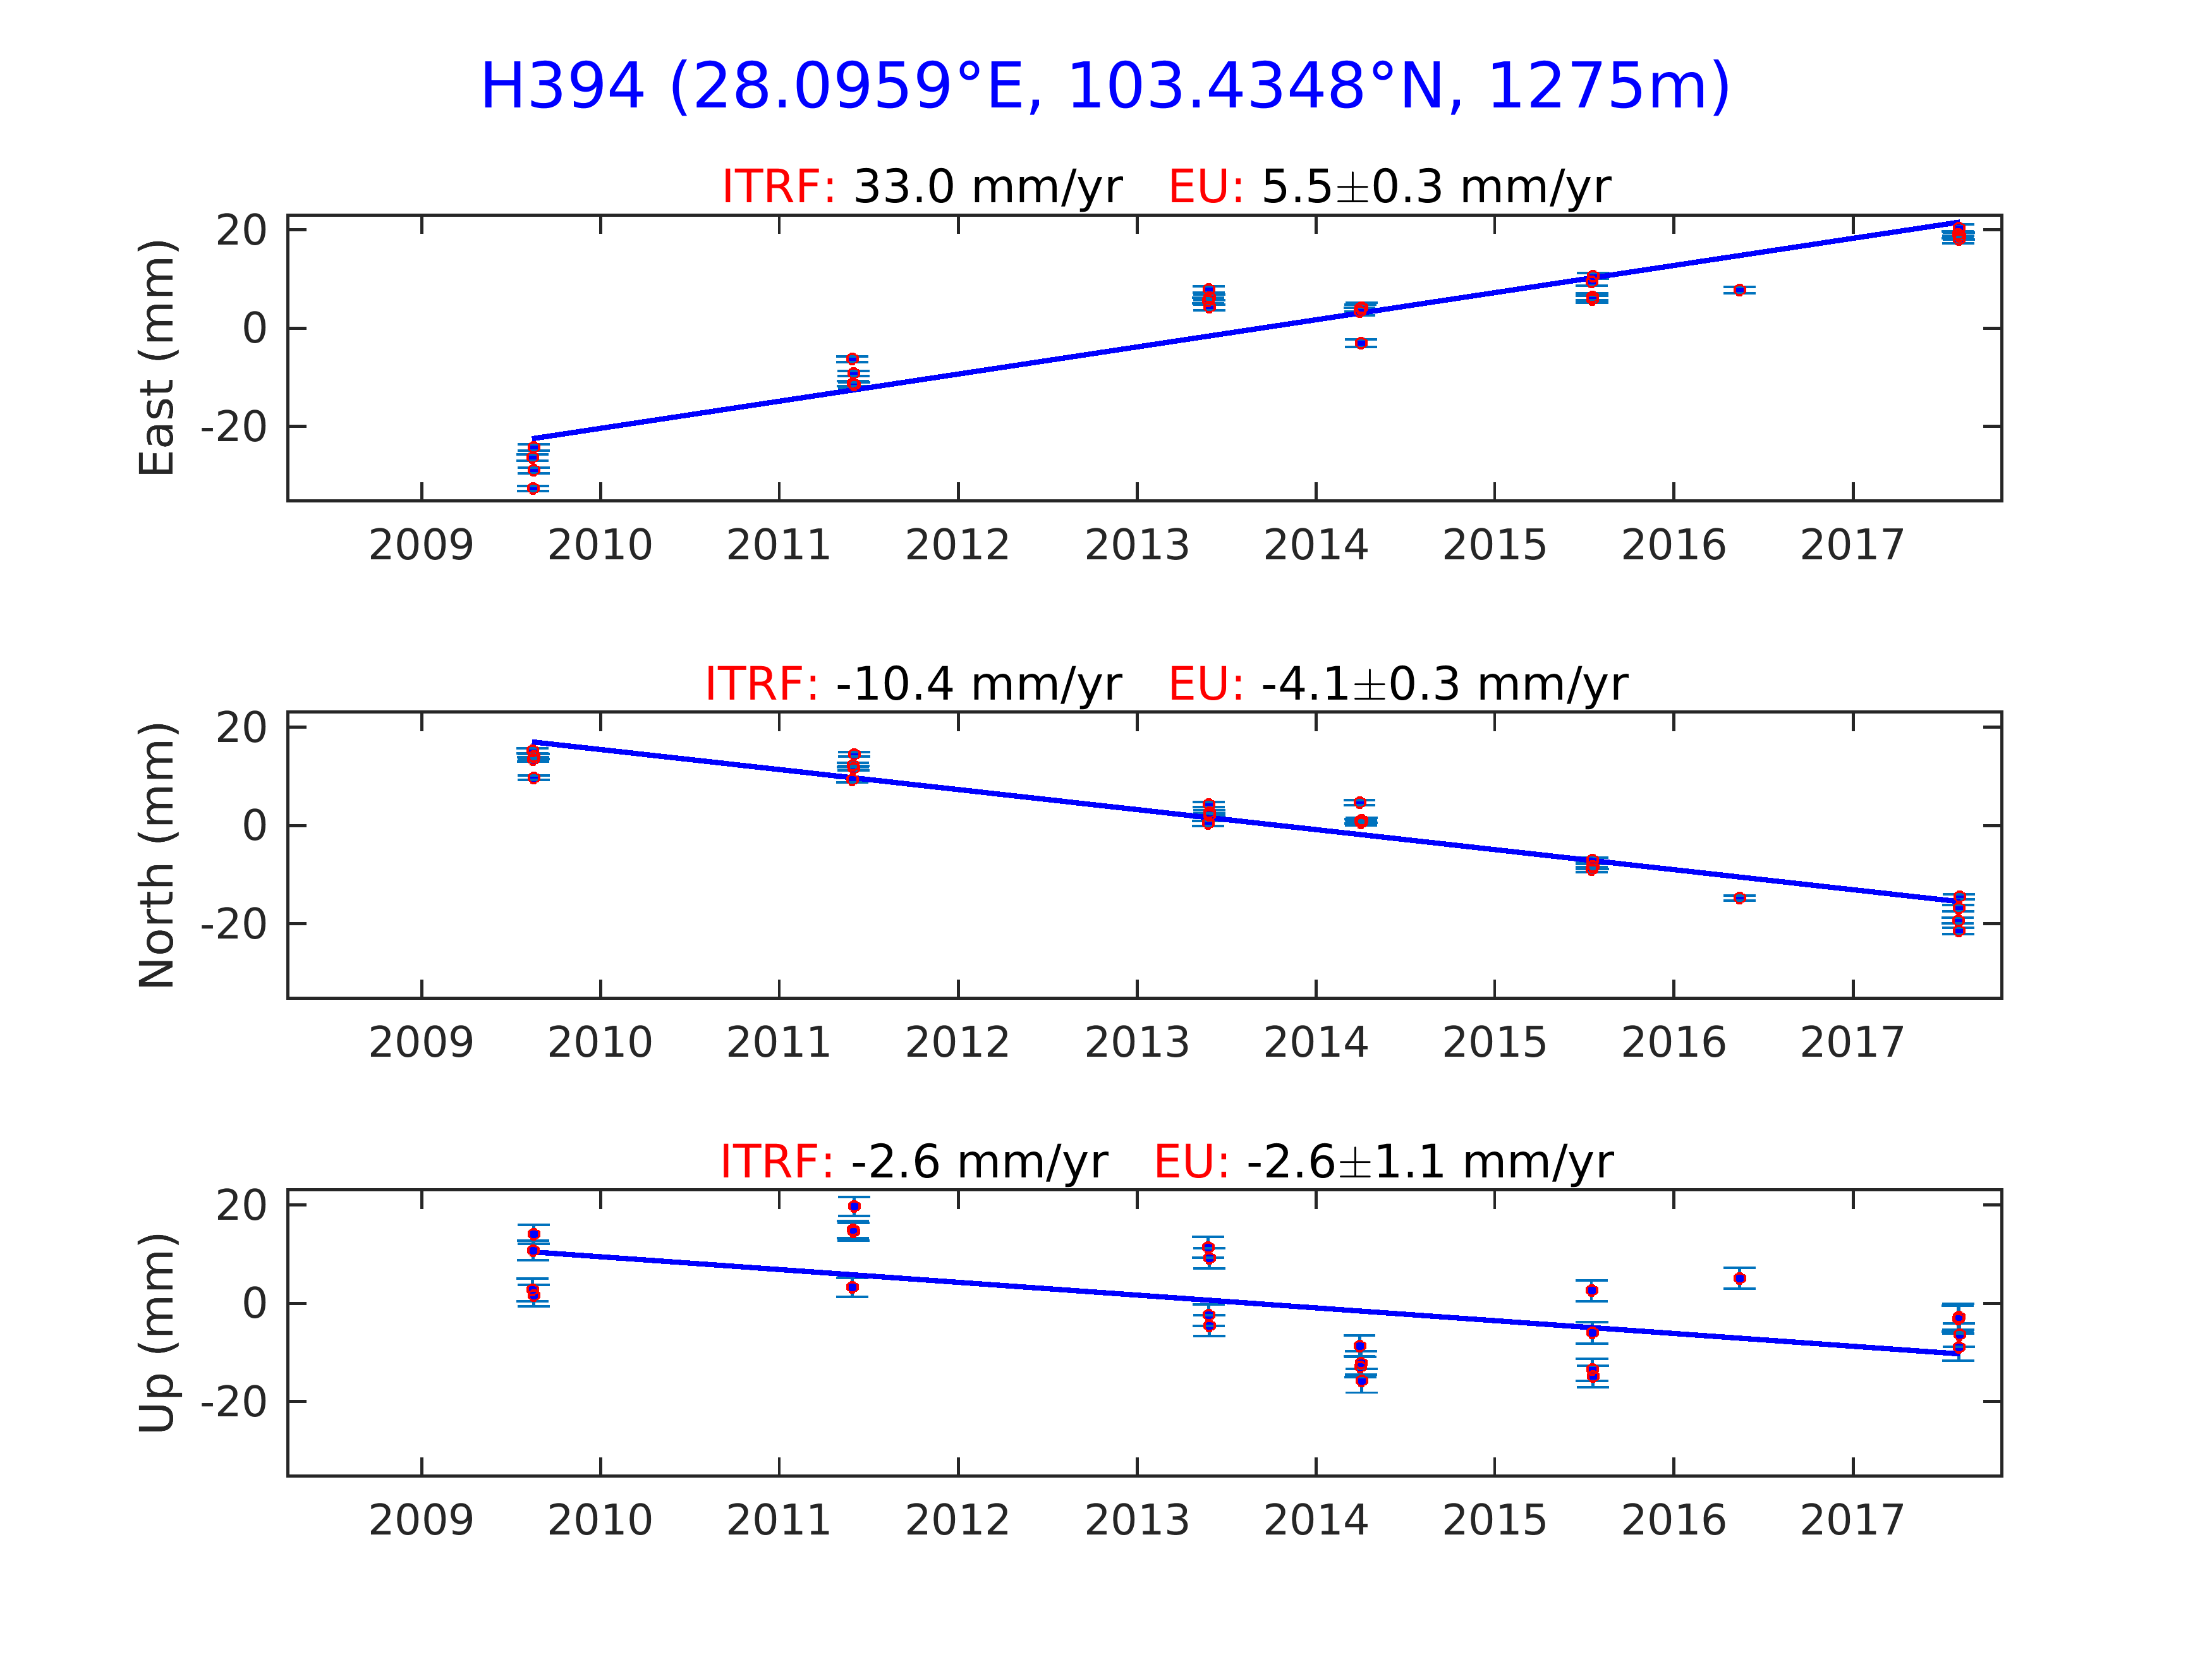 H394 (28.0959°E, 103.4348°N, 1275m)
ITRF: 33.0 mm/yr EU: 5.5±0.3 mm/yr
East (mm)
20
0
-20
2009 2010 2011 2012 2013 2014 2015 2016 2017
ITRF: -10.4 mm/yr EU: -4.1±0.3 mm/yr
North (mm)
20
0
-20
2009 2010 2011 2012 2013 2014 2015 2016 2017
ITRF: -2.6 mm/yr EU: -2.6±1.1 mm/yr
Up (mm)
20
0
-20
2009 2010 2011 2012 2013 2014 2015 2016 2017